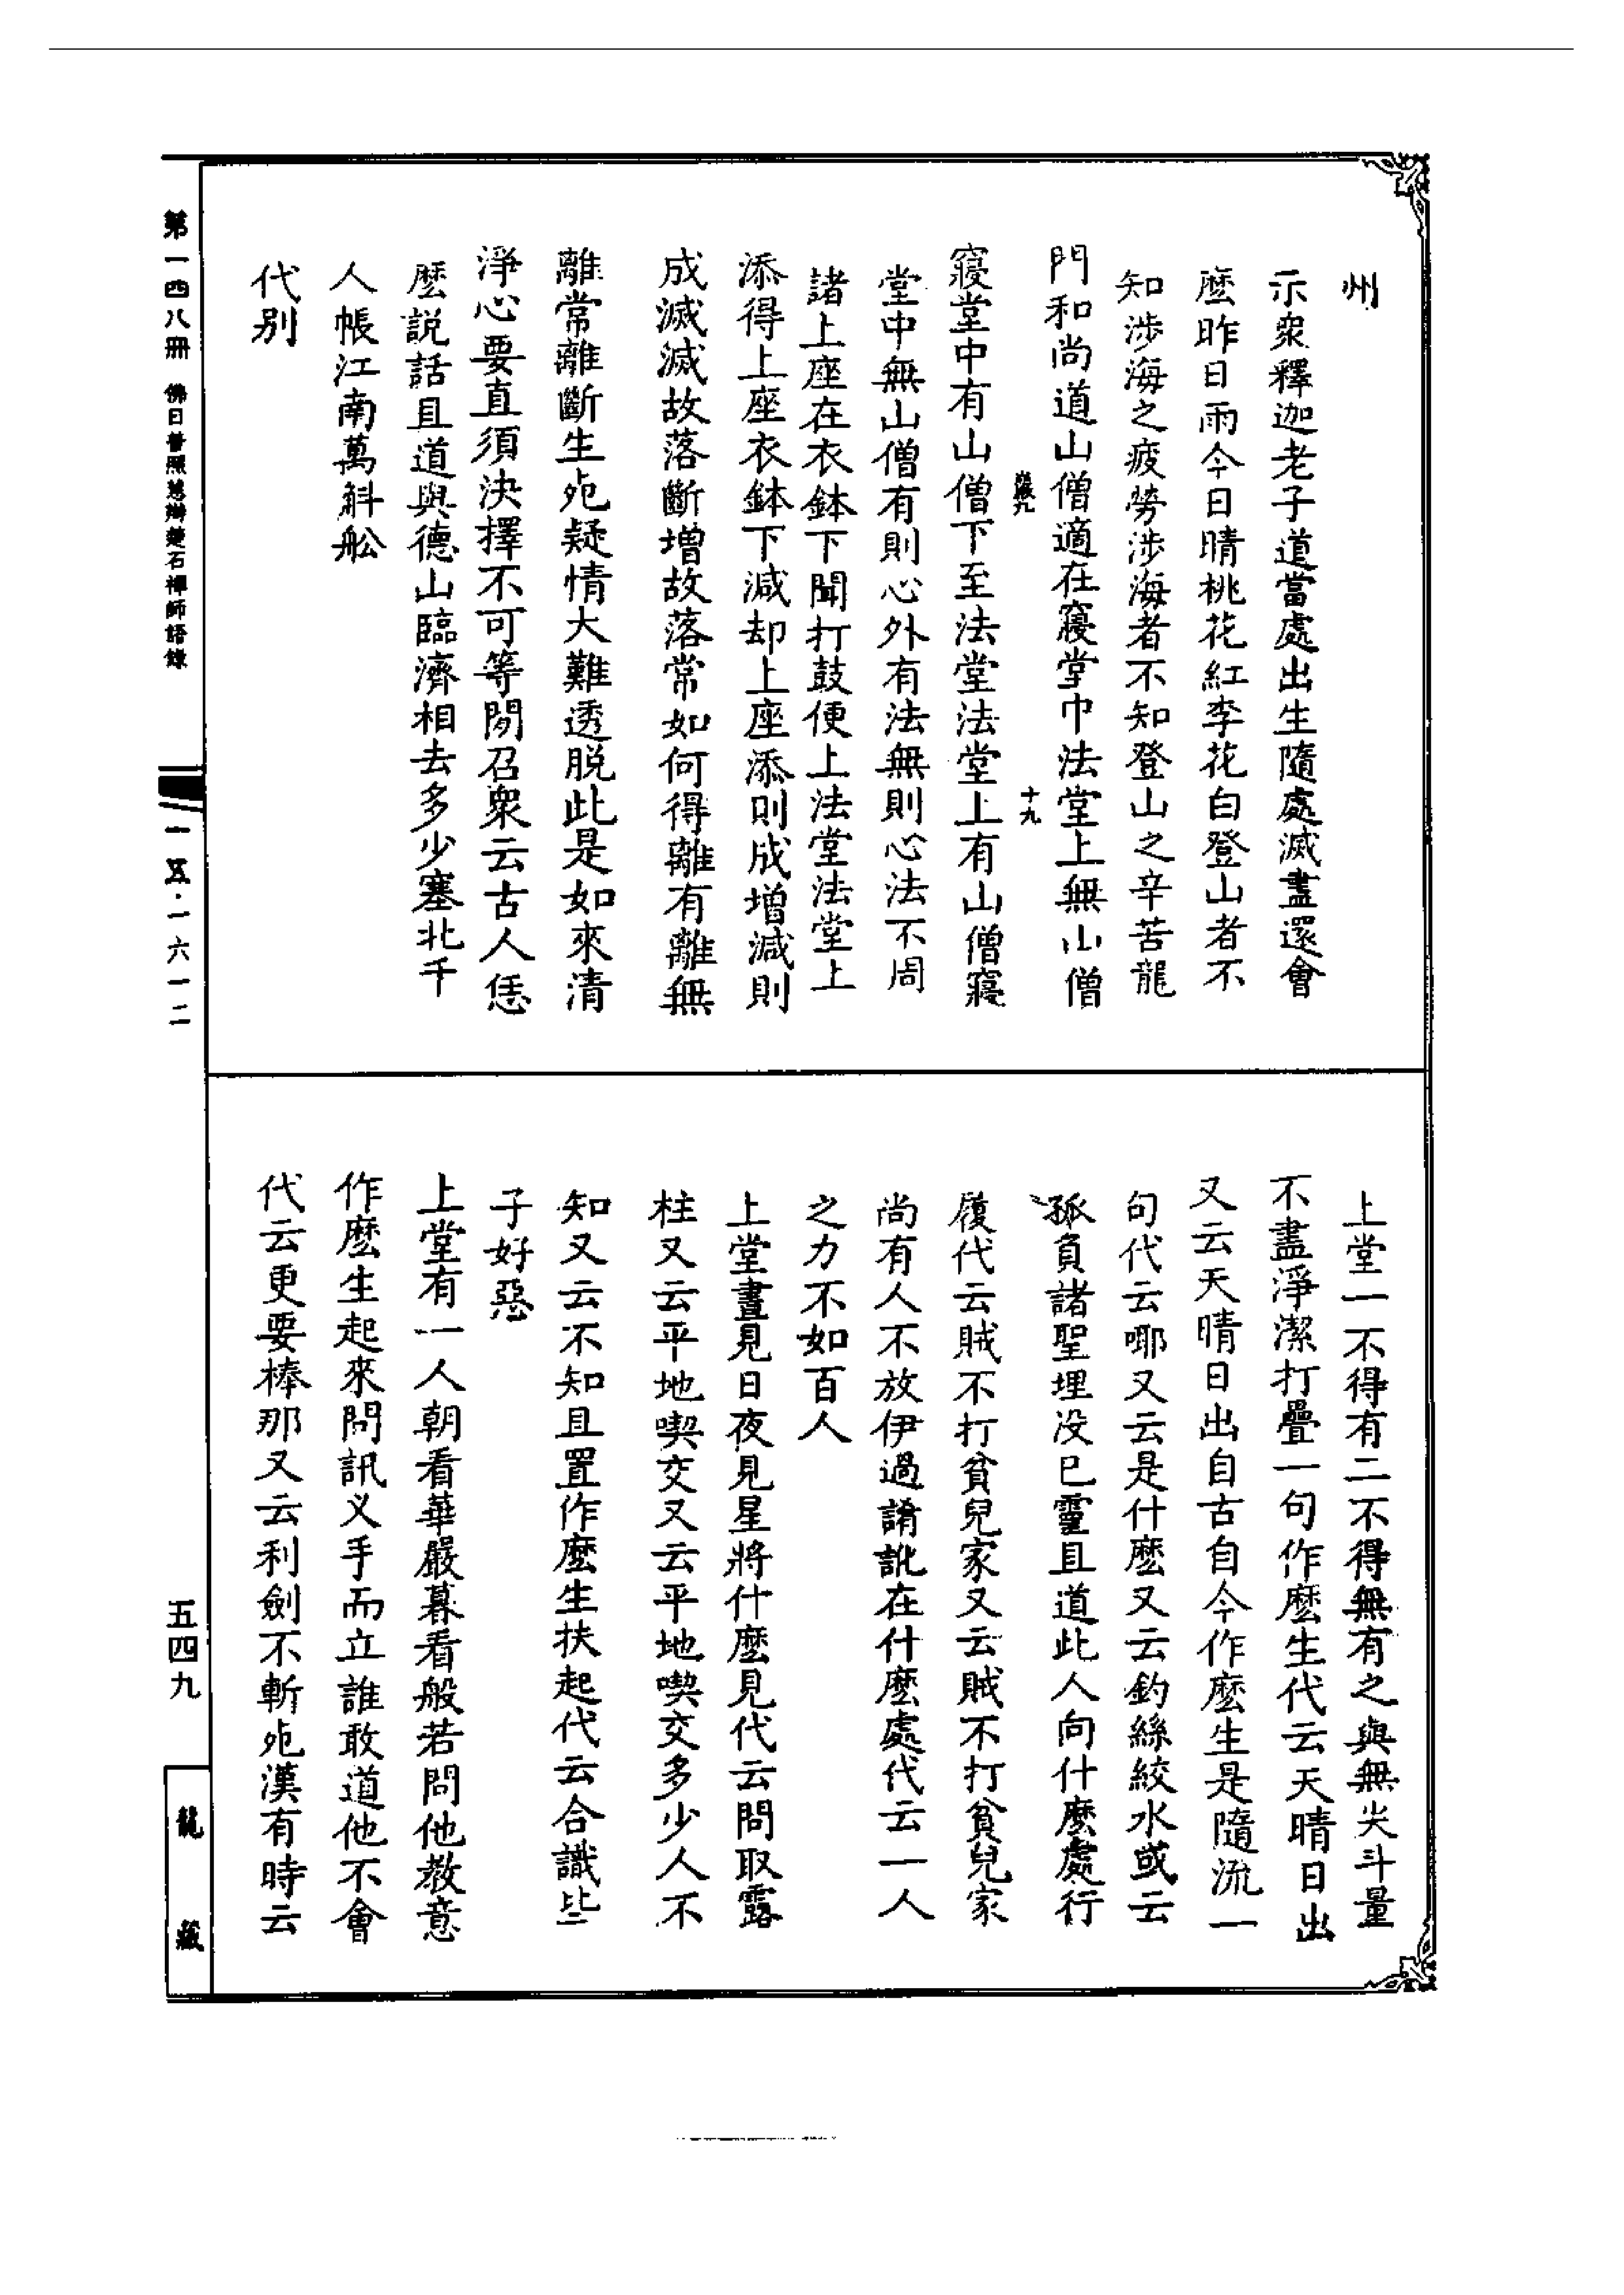 州
示衆釋迦老子道當處出生隨處滅盡還會
麽昨日雨今日晴桃花紅李花白登山者不
知涉海之疲勞涉海者不知登山之辛苦龍
門和尚道山僧適在寢堂中法堂上無山僧
十九
寢堂中有山僧下至法堂法堂上有山僧寢
堂中無山僧有則心外有法無則心法不周
諸上座在衣鉢下聞打鼓便上法堂法堂上
添得上座衣鉢下減却上座添則成增減則
成滅滅故落斷增故落常如何得離有離無
離常離斷生死疑情大難透脱此是如來清
淨心要直須決擇不可等閒召衆云古人恁
麽説話且道與德山臨濟相去多少塞北千
人帳江南萬斛舩
代别
上堂一不得有二不得無有之與無尖斗量
不盡淨潔打疊一句作麽生代云天晴日出
又云天晴日出自古自今作麽生是隨流一
句代云哪又云是什麽又云釣絲絞水或云
孤負諸聖埋没已靈且道此人向什麽處行
履代云賊不打貧兒家又云賊不打貧兒家
尚有人不放伊過誵訛在什麽處代云一人
之力不如百人
上堂晝見日夜見星將什麽見代云問取露
柱又云平地喫交又云平地喫交多少人不
知又云不知且置作麽生扶起代云合識些
子好惡
上堂有一人朝看華嚴暮看般若問他教意
作麽生起來問訊叉手而立誰敢道他不會
代云更要棒那又云利劍不斬死漢有時云
第一四八冊 佛日普照慧辯楚石禪師語錄
一五·一六一二
五四九
龍藏